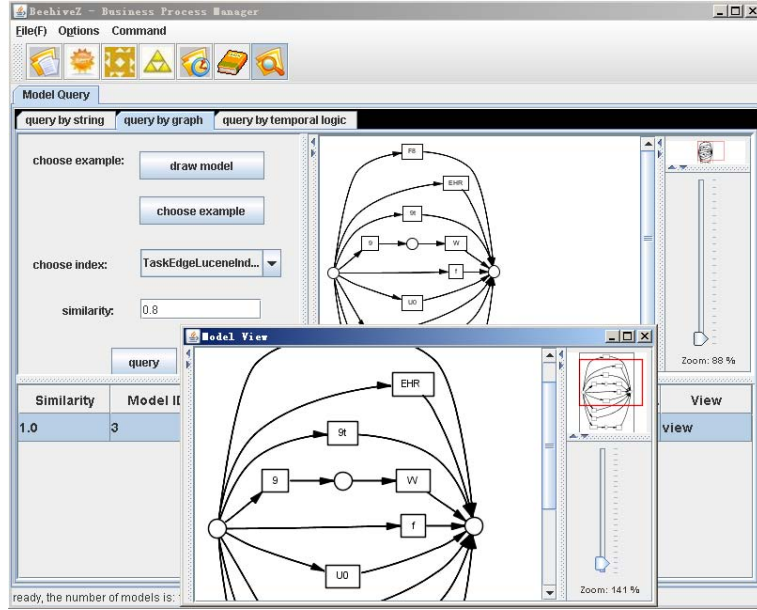 BeehiveZ - Business Process Manager
File(F) Options Command
Model Query
query by string query by graph query by temporal logic
choose example:
draw model
choose example
choose index:
TaskEdgeLuceneInd...
similarity:
0.8
query
F6
EHR
9t
9 W
f
U0
Zoom: 88 %
Similarity Model ID View
1.0 3 view
Model View
EHR
9t
9 W
f
U0
Zoom: 141 %
ready, the number of models is: